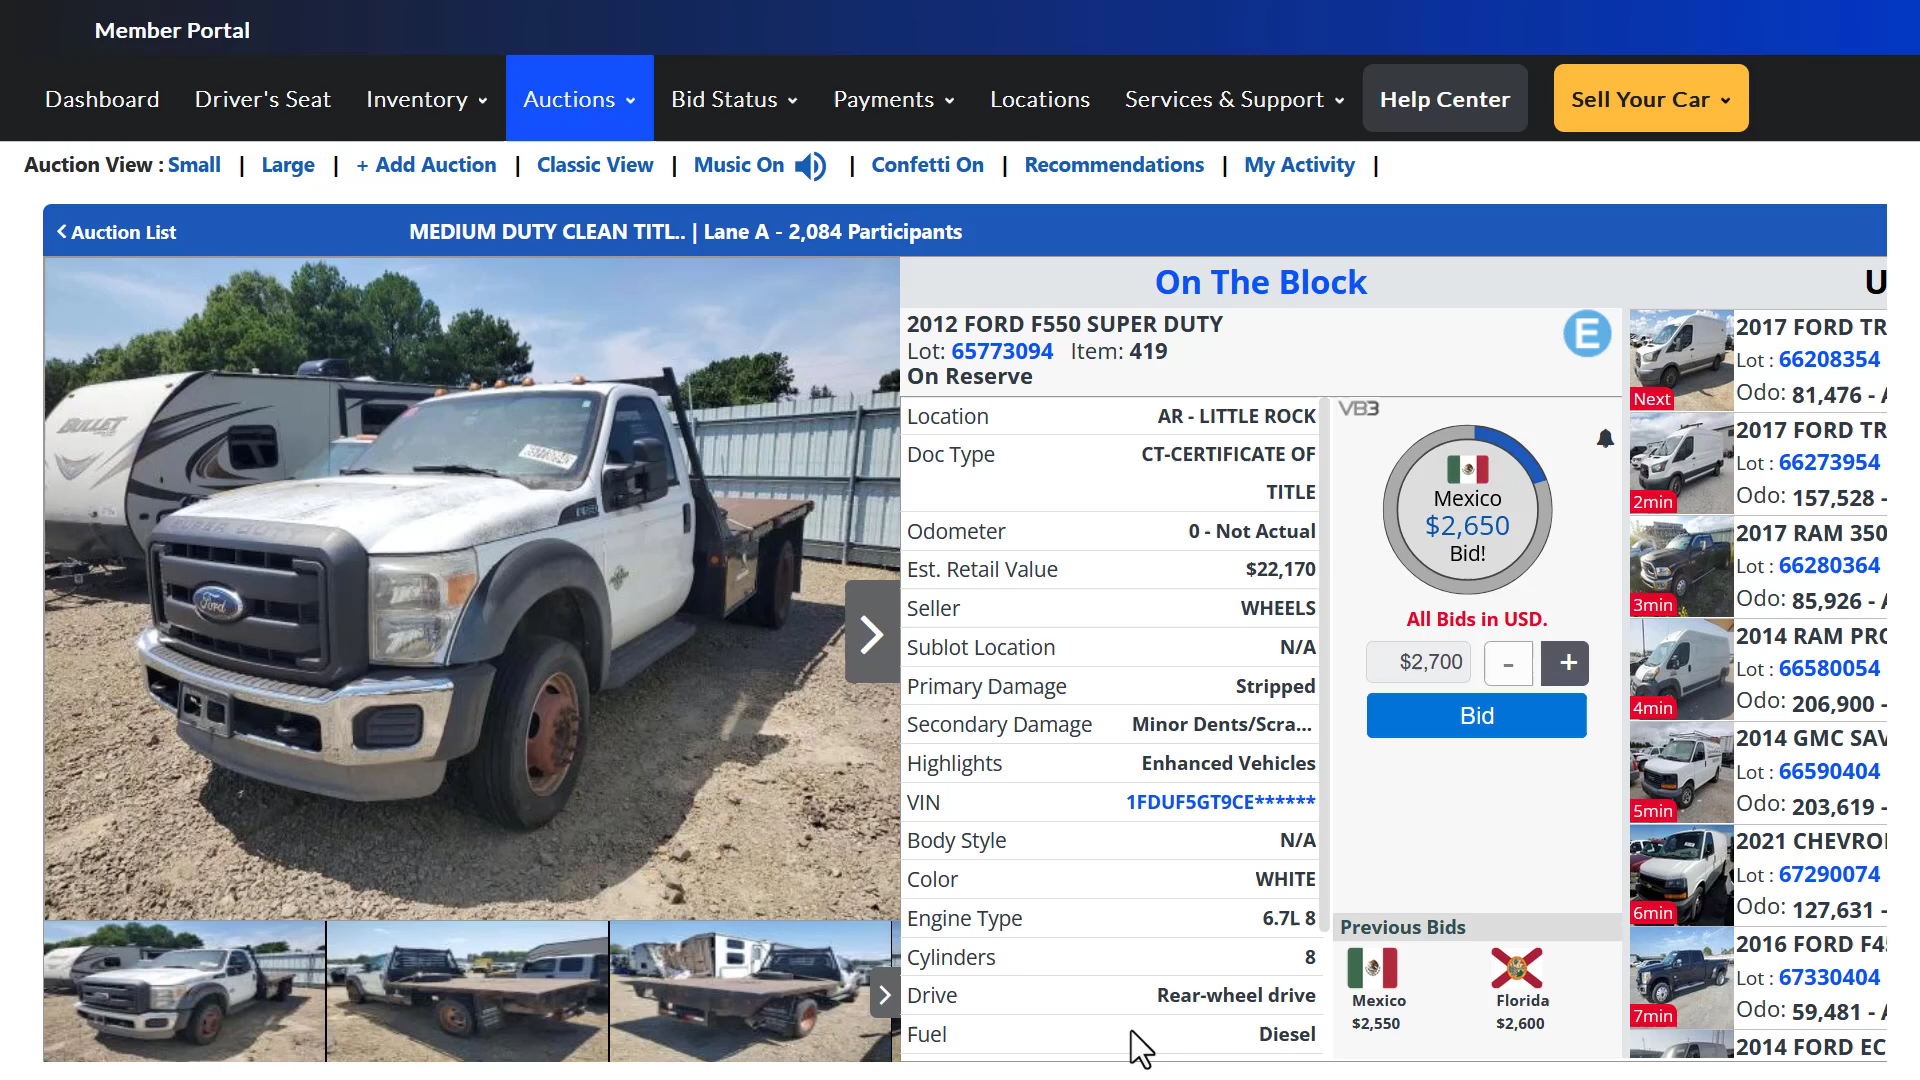 Member Portal
Dashboard Driver's Seat Inventory Auctions Bid Status Payments Locations Services & Support Help Center Sell Your Car
Auction View : Small | Large | + Add Auction | Classic View | Music On | Confetti On | Recommendations | My Activity |
Auction List MEDIUM DUTY CLEAN TITL.. | Lane A - 2,084 Participants
On The Block
U
2012 FORD F550 SUPER DUTY
Lot: 65773094 Item: 419
On Reserve
E
Location AR - LITTLE ROCK
Doc Type CT-CERTIFICATE OF
TITLE
Odometer 0 - Not Actual
Est. Retail Value $22,170
Seller WHEELS
Sublot Location N/A
Primary Damage Stripped
Secondary Damage Minor Dents/Scra...
Highlights Enhanced Vehicles
VIN 1FDUF5GT9CE******
Body Style N/A
Color WHITE
Engine Type 6.7L 8
Cylinders 8
Drive Rear-wheel drive
Fuel Diesel
VB3
Mexico
$2,650
Bid!
All Bids in USD.
$2,700 - +
Bid
Previous Bids
Mexico
$2,550
Florida
$2,600
2017 FORD TR
Lot : 66208354
Odo: 81,476 - A
Next
2017 FORD TR
Lot : 66273954
Odo: 157,528 -
2min
2017 RAM 350
Lot : 66280364
Odo: 85,926 - A
3min
2014 RAM PRO
Lot : 66580054
Odo: 206,900 -
4min
2014 GMC SAV
Lot : 66590404
Odo: 203,619 -
5min
2021 CHEVROL
Lot : 67290074
Odo: 127,631 -
6min
2016 FORD F45
Lot : 67330404
Odo: 59,481 - A
7min
2014 FORD EC
BULLET
SUPER DUTY
Ford